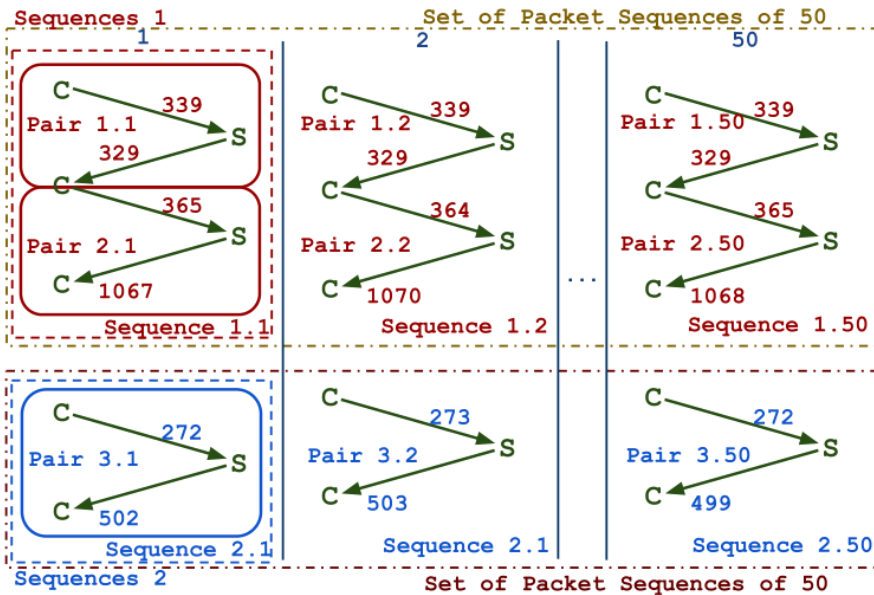 Sequences 1
Set of Packet Sequences of 50
1
2
50
C
339
Pair 1.1
S
329
C
365
Pair 2.1
S
C
1067
Sequence 1.1
C
339
Pair 1.2
S
329
C
364
Pair 2.2
S
C
1070
Sequence 1.2
...
C
339
Pair 1.50
S
329
C
365
Pair 2.50
S
C
1068
Sequence 1.50
C
272
Pair 3.1
S
C
502
Sequence 2.1
C
273
Pair 3.2
S
C
503
Sequence 2.1
C
272
Pair 3.50
S
C
499
Sequence 2.50
Sequences 2
Set of Packet Sequences of 50